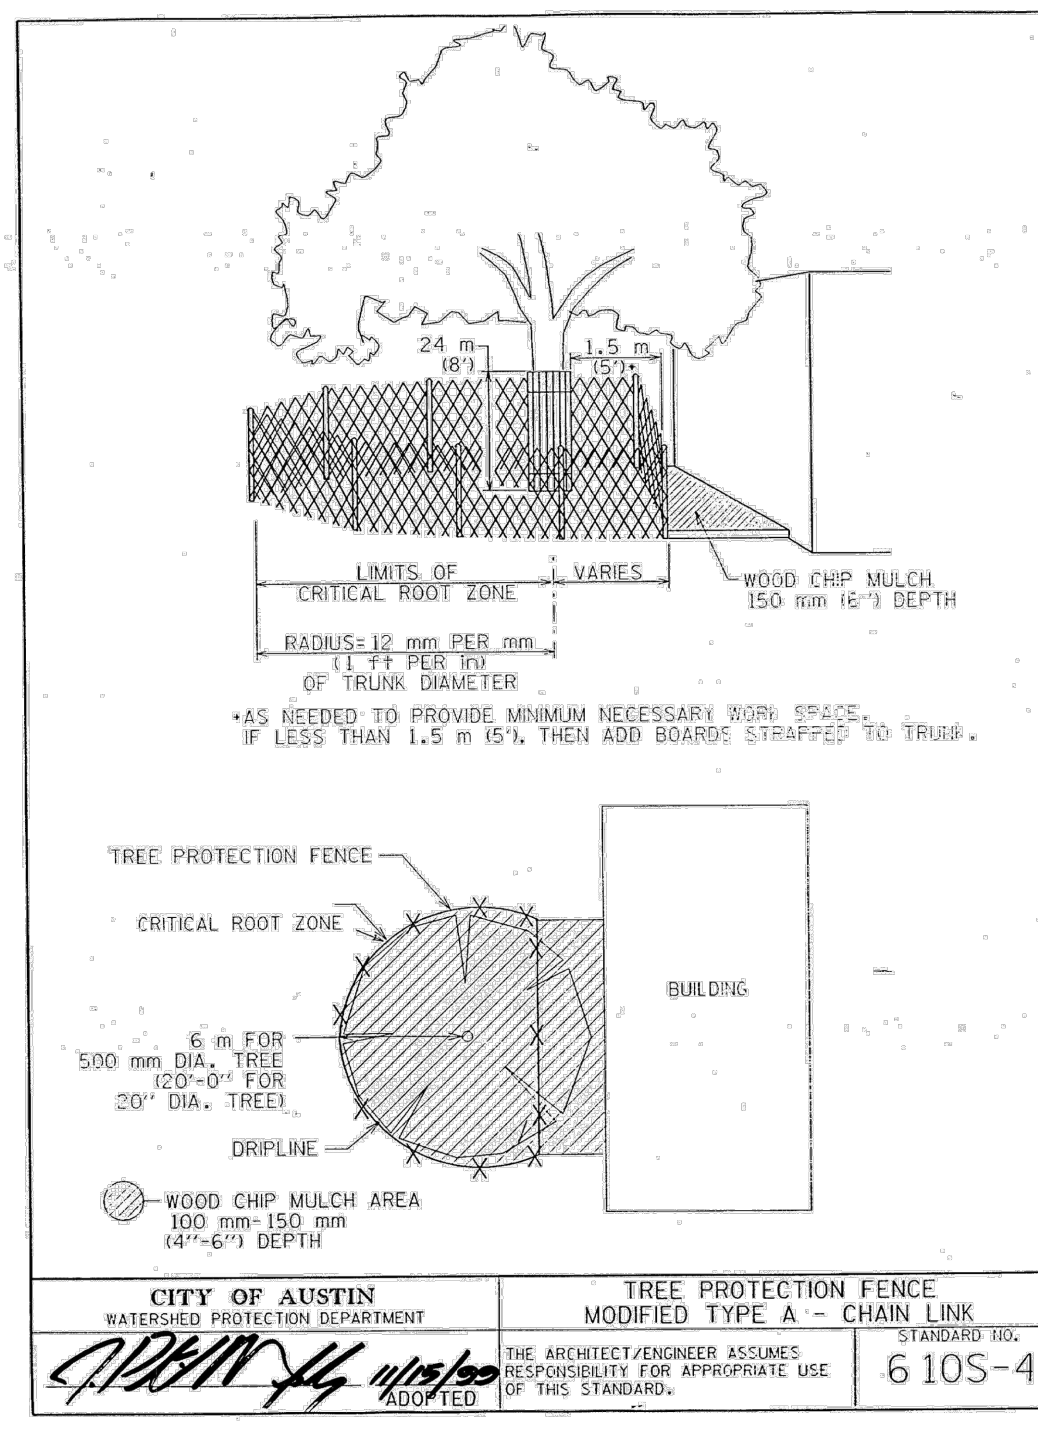 24 m
(8')
1.5 m
(5')*
LIMITS OF
CRITICAL ROOT ZONE
VARIES
WOOD CHIP MULCH
150 mm (6") DEPTH
RADIUS=12 mm PER mm
(1 ft PER in)
OF TRUNK DIAMETER
*AS NEEDED TO PROVIDE MINIMUM NECESSARY WORK SPACE.
IF LESS THAN 1.5 m (5'), THEN ADD BOARDS STRAPPED TO TRUNK.
TREE PROTECTION FENCE
CRITICAL ROOT ZONE
BUILDING
6 m FOR
500 mm DIA. TREE
(20'-0" FOR
20" DIA. TREE)
DRIPLINE
WOOD CHIP MULCH AREA
100 mm-150 mm
(4"-6") DEPTH
CITY OF AUSTIN
WATERSHED PROTECTION DEPARTMENT
TREE PROTECTION FENCE
MODIFIED TYPE A - CHAIN LINK
11/15/99
ADOPTED
THE ARCHITECT/ENGINEER ASSUMES
RESPONSIBILITY FOR APPROPRIATE USE
OF THIS STANDARD.
STANDARD NO.
610S-4